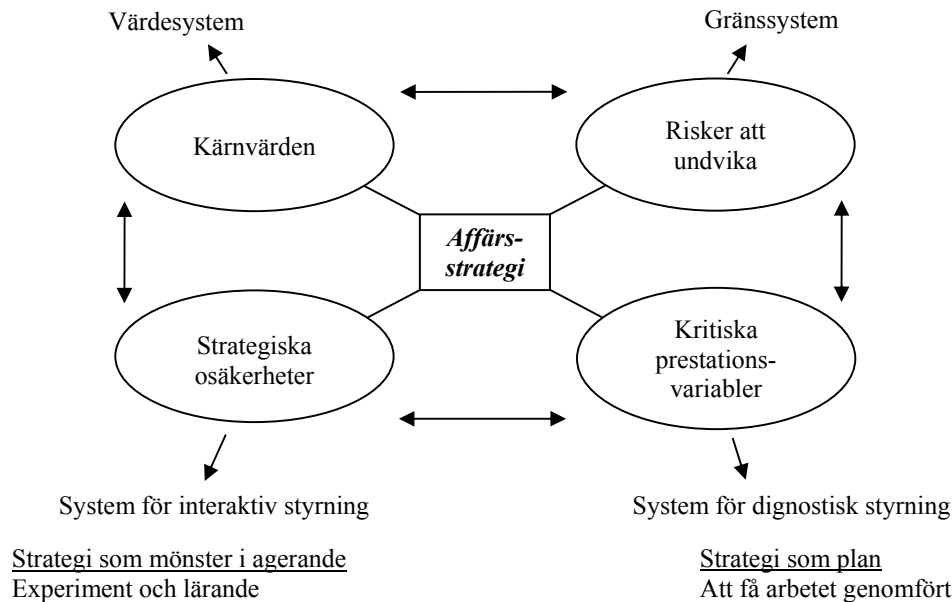 Värdesystem
Gränssystem
Kärnvärden
Risker att
undvika
Affärs-
strategi
Strategiska
osäkerheter
Kritiska
prestations-
variabler
System för interaktiv styrning
System för dignostisk styrning
Strategi som mönster i agerande
Experiment och lärande
Strategi som plan
Att få arbetet genomfört